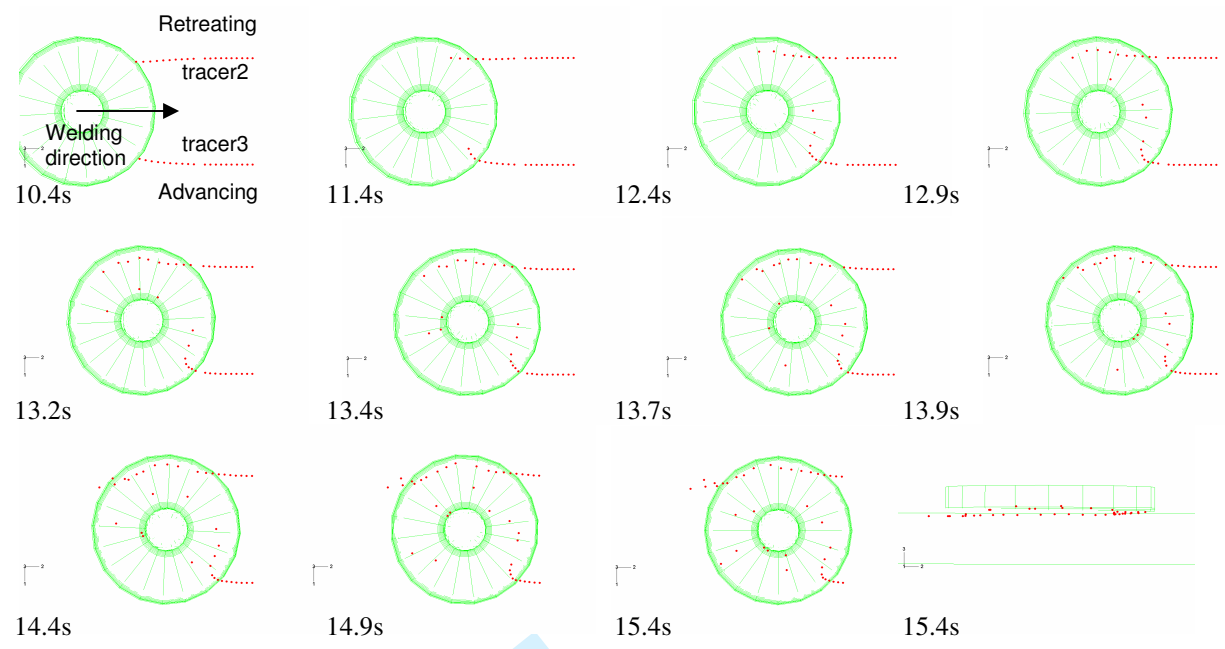 Retreating
tracer2
Welding
direction
tracer3
Advancing
10.4s
11.4s
12.4s
12.9s
13.2s
13.4s
13.7s
13.9s
14.4s
14.9s
15.4s
15.4s